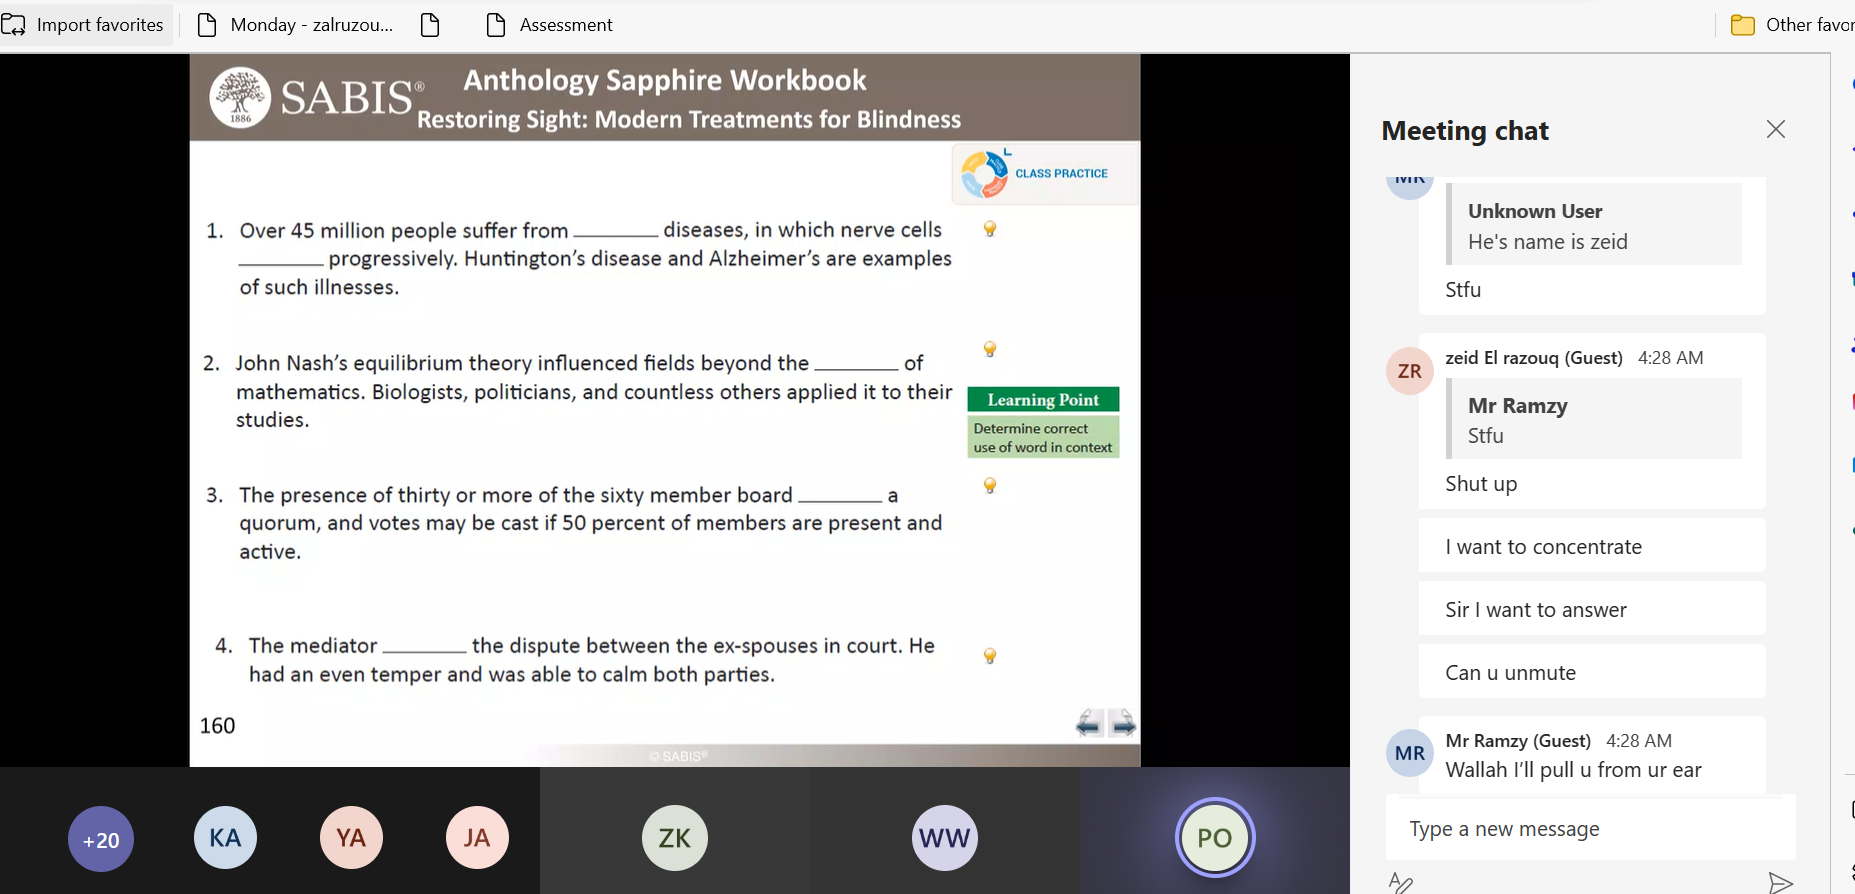 Import favorites
Monday - zalruzou...
Assessment
Other favor
SABIS®
1886
Anthology Sapphire Workbook
Restoring Sight: Modern Treatments for Blindness
CLASS PRACTICE
1. Over 45 million people suffer from ________ diseases, in which nerve cells
________ progressively. Huntington's disease and Alzheimer's are examples
of such illnesses.
2. John Nash's equilibrium theory influenced fields beyond the ________ of
mathematics. Biologists, politicians, and countless others applied it to their
studies.
Learning Point
Determine correct
use of word in context
3. The presence of thirty or more of the sixty member board ________ a
quorum, and votes may be cast if 50 percent of members are present and
active.
4. The mediator ________ the dispute between the ex-spouses in court. He
had an even temper and was able to calm both parties.
160
© SABIS®
+20
KA
YA
JA
ZK
WW
PO
Meeting chat
MR
Unknown User
He's name is zeid
Stfu
ZR
zeid El razouq (Guest) 4:28 AM
Mr Ramzy
Stfu
Shut up
I want to concentrate
Sir I want to answer
Can u unmute
MR
Mr Ramzy (Guest) 4:28 AM
Wallah I'll pull u from ur ear
Type a new message